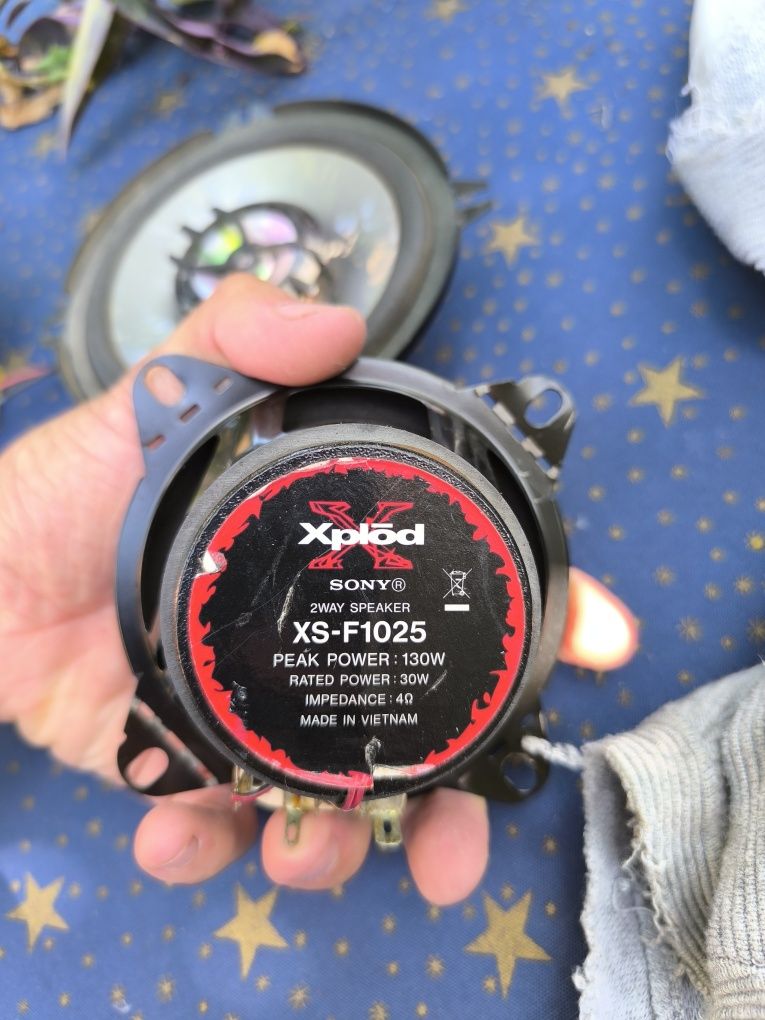 Xplōd
SONY®
2WAY SPEAKER
XS-F1025
PEAK POWER : 130W
RATED POWER : 30W
IMPEDANCE : 4Ω
MADE IN VIETNAM